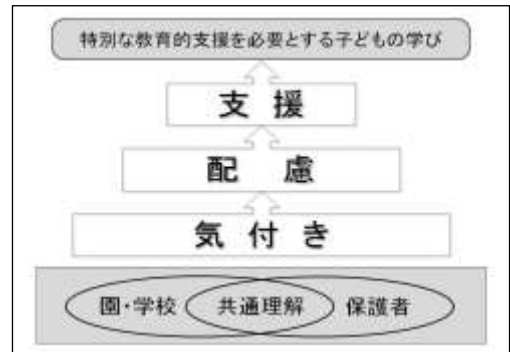 特別な教育的支援を必要とする子どもの学び
支援
配慮
気付き
園・学校 共通理解 保護者